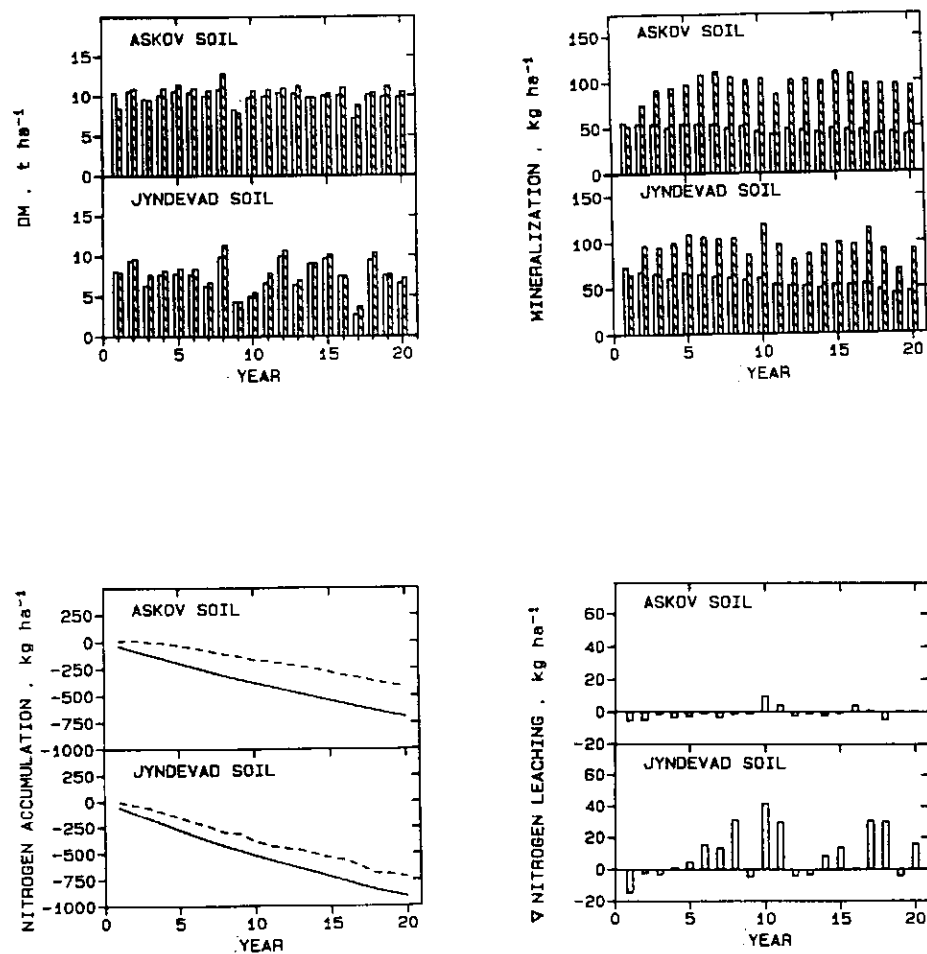 DM, t ha⁻¹
ASKOV SOIL
15
10
5
0
JYNDEVAD SOIL
15
10
5
0
0 5 10 15 20
YEAR
MINERALIZATION, kg ha⁻¹
150
ASKOV SOIL
100
50
0
JYNDEVAD SOIL
150
100
50
0
0 5 10 15 20
YEAR
NITROGEN ACCUMULATION, kg ha⁻¹
250
ASKOV SOIL
0
-250
-500
-750
-1000
250
JYNDEVAD SOIL
0
-250
-500
-750
-1000
0 5 10 15 20
YEAR
∇ NITROGEN LEACHING, kg ha⁻¹
60
ASKOV SOIL
40
20
0
-20
JYNDEVAD SOIL
60
40
20
0
-20
0 5 10 15 20
YEAR